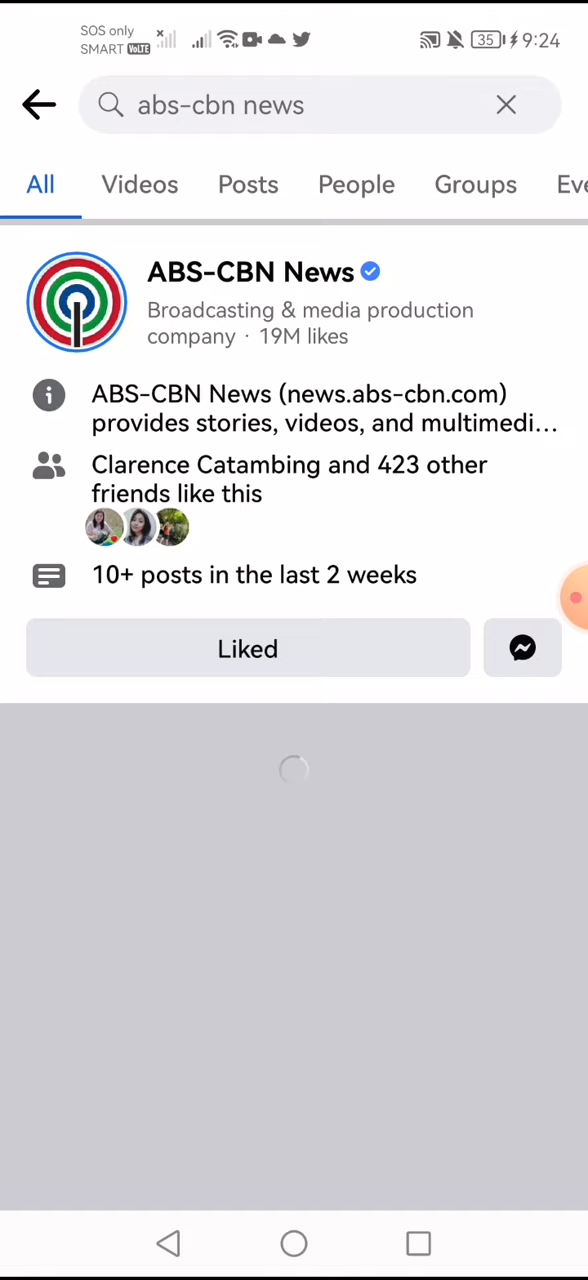 SOS only
SMART VoLTE
35 9:24
abs-cbn news
All Videos Posts People Groups Eve
ABS-CBN News
Broadcasting & media production
company · 19M likes
ABS-CBN News (news.abs-cbn.com)
provides stories, videos, and multimedi...
Clarence Catambing and 423 other
friends like this
10+ posts in the last 2 weeks
Liked